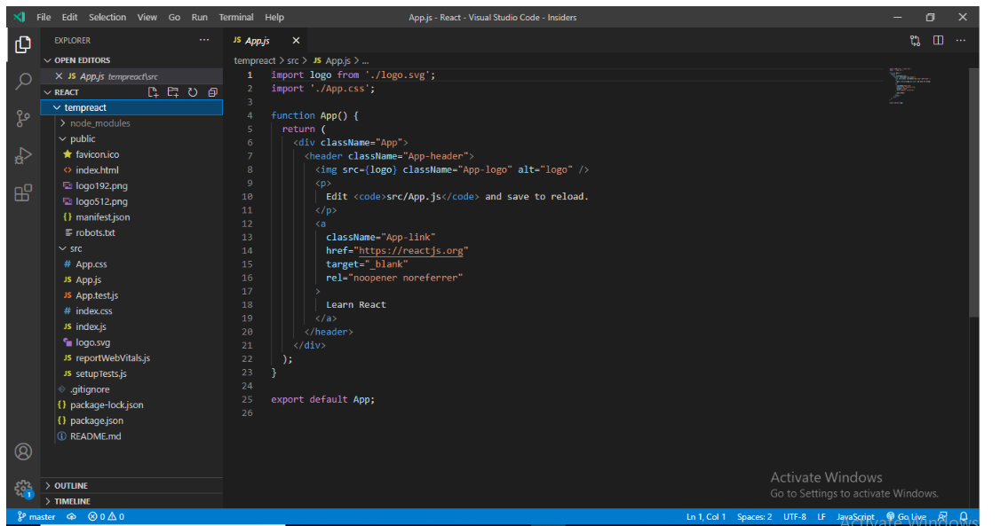 File Edit Selection View Go Run Terminal Help App.js - React - Visual Studio Code - Insiders
EXPLORER
OPEN EDITORS
JS App.js tempreact\src
REACT
tempreact
node_modules
public
favicon.ico
index.html
logo192.png
logo512.png
manifest.json
robots.txt
src
# App.css
JS App.js
JS App.test.js
# index.css
JS index.js
logo.svg
JS reportWebVitals.js
JS setupTests.js
.gitignore
{} package-lock.json
{} package.json
README.md
OUTLINE
TIMELINE
JS App.js
tempreact > src > JS App.js > ...
1 import logo from './logo.svg';
2 import './App.css';
3
4 function App() {
5 return (
6 <div className="App">
7 <header className="App-header">
8 <img src={logo} className="App-logo" alt="logo" />
9 <p>
10 Edit <code>src/App.js</code> and save to reload.
11 </p>
12 <a
13 className="App-link"
14 href="https://reactjs.org"
15 target="_blank"
16 rel="noopener noreferrer"
17 >
18 Learn React
19 </a>
20 </header>
21 </div>
22 );
23 }
24
25 export default App;
26
Activate Windows
Go to Settings to activate Windows.
1
master 0 0 Ln 1, Col 1 Spaces: 2 UTF-8 LF JavaScript Go Live
Activate Windows